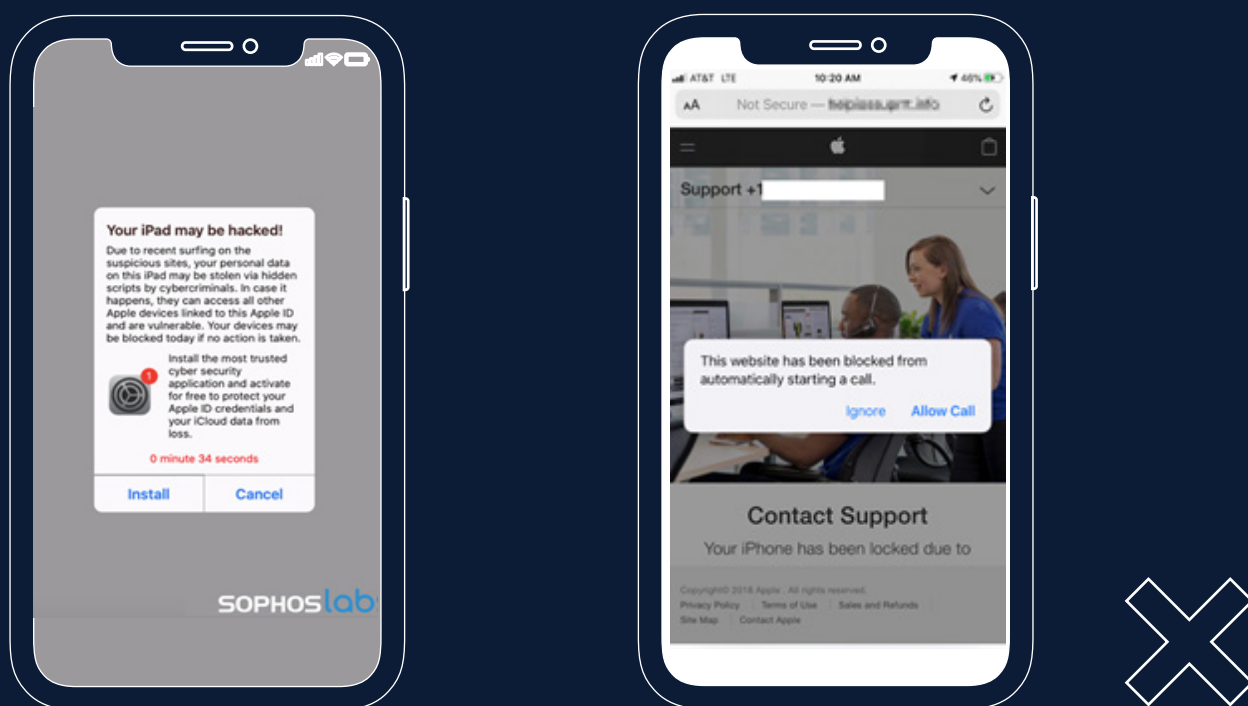 Your iPad may be hacked!
Due to recent surfing on the
suspicious sites, your personal data
on this iPad may be stolen via hidden
scripts by cybercriminals. In case it
happens, they can access all other
Apple devices linked to this Apple ID
and are vulnerable. Your devices may
be blocked today if no action is taken.
1
Install the most trusted
cyber security
application and activate
for free to protect your
Apple ID credentials and
your iCloud data from
loss.
0 minute 34 seconds
Install Cancel
SOPHOSlab
AT&T LTE 10:20 AM 46%
AA Not Secure —
Support +1
This website has been blocked from
automatically starting a call.
Ignore Allow Call
Contact Support
Your iPhone has been locked due to
Copyright© 2018 Apple . All rights reserved.
Privacy Policy Terms of Use Sales and Refunds
Site Map Contact Apple